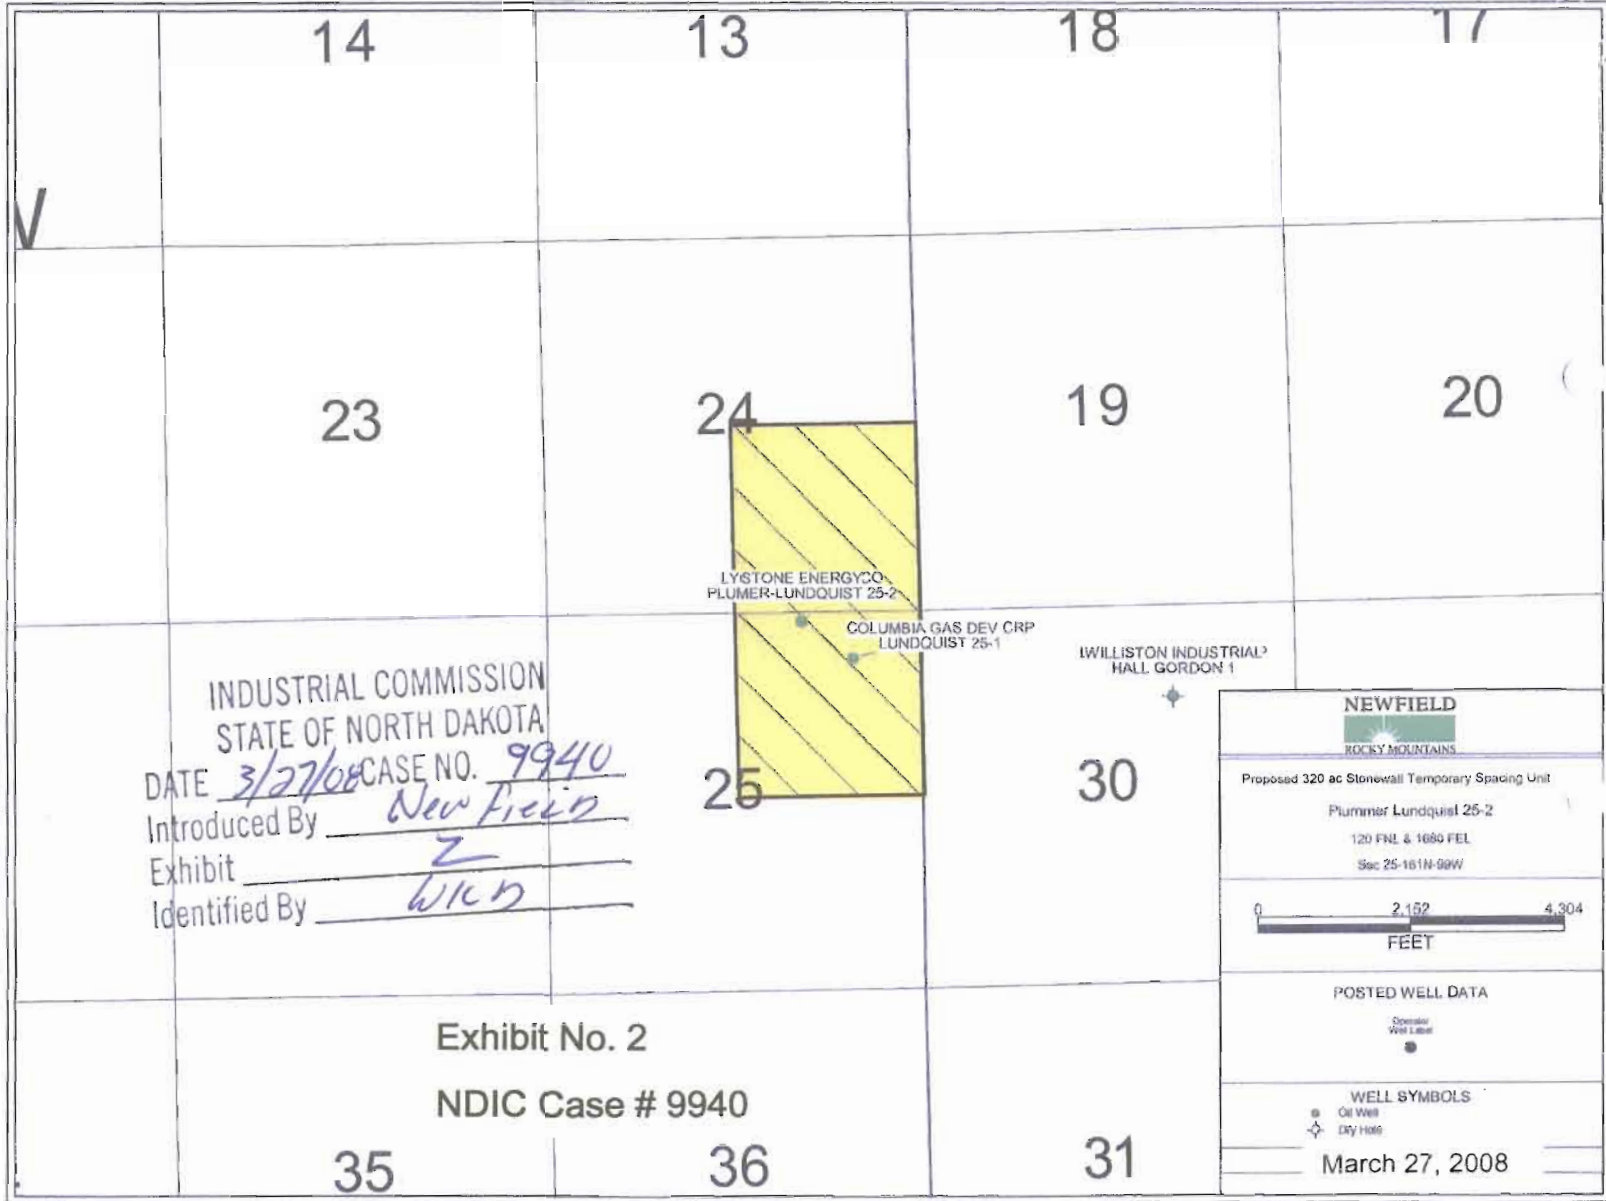 14
13
18
17
23
24
19
20
LYSTONE ENERGYCO
PLUMER-LUNDQUIST 25-2
COLUMBIA GAS DEV CRP
LUNDQUIST 25-1
WILLISTON INDUSTRIAL
HALL GORDON 1
INDUSTRIAL COMMISSION
STATE OF NORTH DAKOTA
DATE 3/27/08 CASE NO. 9940
Introduced By New Field
Exhibit 2
Identified By WKD
25
30
NEWFIELD
ROCKY MOUNTAINS
Proposed 320 ac Stonewall Temporary Spacing Unit
Plummer Lundquist 25-2
120 FNL & 1680 FEL
Sec 25-161N-99W
0 2,152 4,304
FEET
POSTED WELL DATA
Operator
Well Label
WELL SYMBOLS
Oil Well
Dry Hole
March 27, 2008
Exhibit No. 2
NDIC Case # 9940
35
36
31